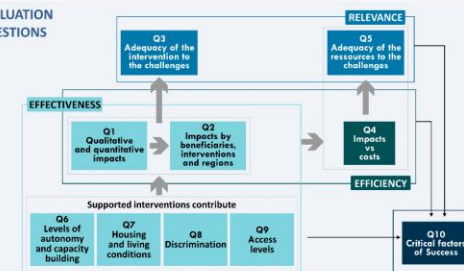 LUATION
ESTIONS
RELEVANCE
Q3
Adequacy of the
intervention to
the challenges
Q5
Adequacy of the
ressources to the
challenges
EFFECTIVENESS
Q1
Qualitative
and quantitative
impacts
Q2
Impacts by
beneficiaries,
interventions
and regions
Q4
Impacts
vs
costs
EFFICIENCY
Supported interventions contribute
Q6
Levels of
autonomy
and capacity
building
Q7
Housing
and living
conditions
Q8
Discrimination
Q9
Access
levels
Q10
Critical factors
of Success